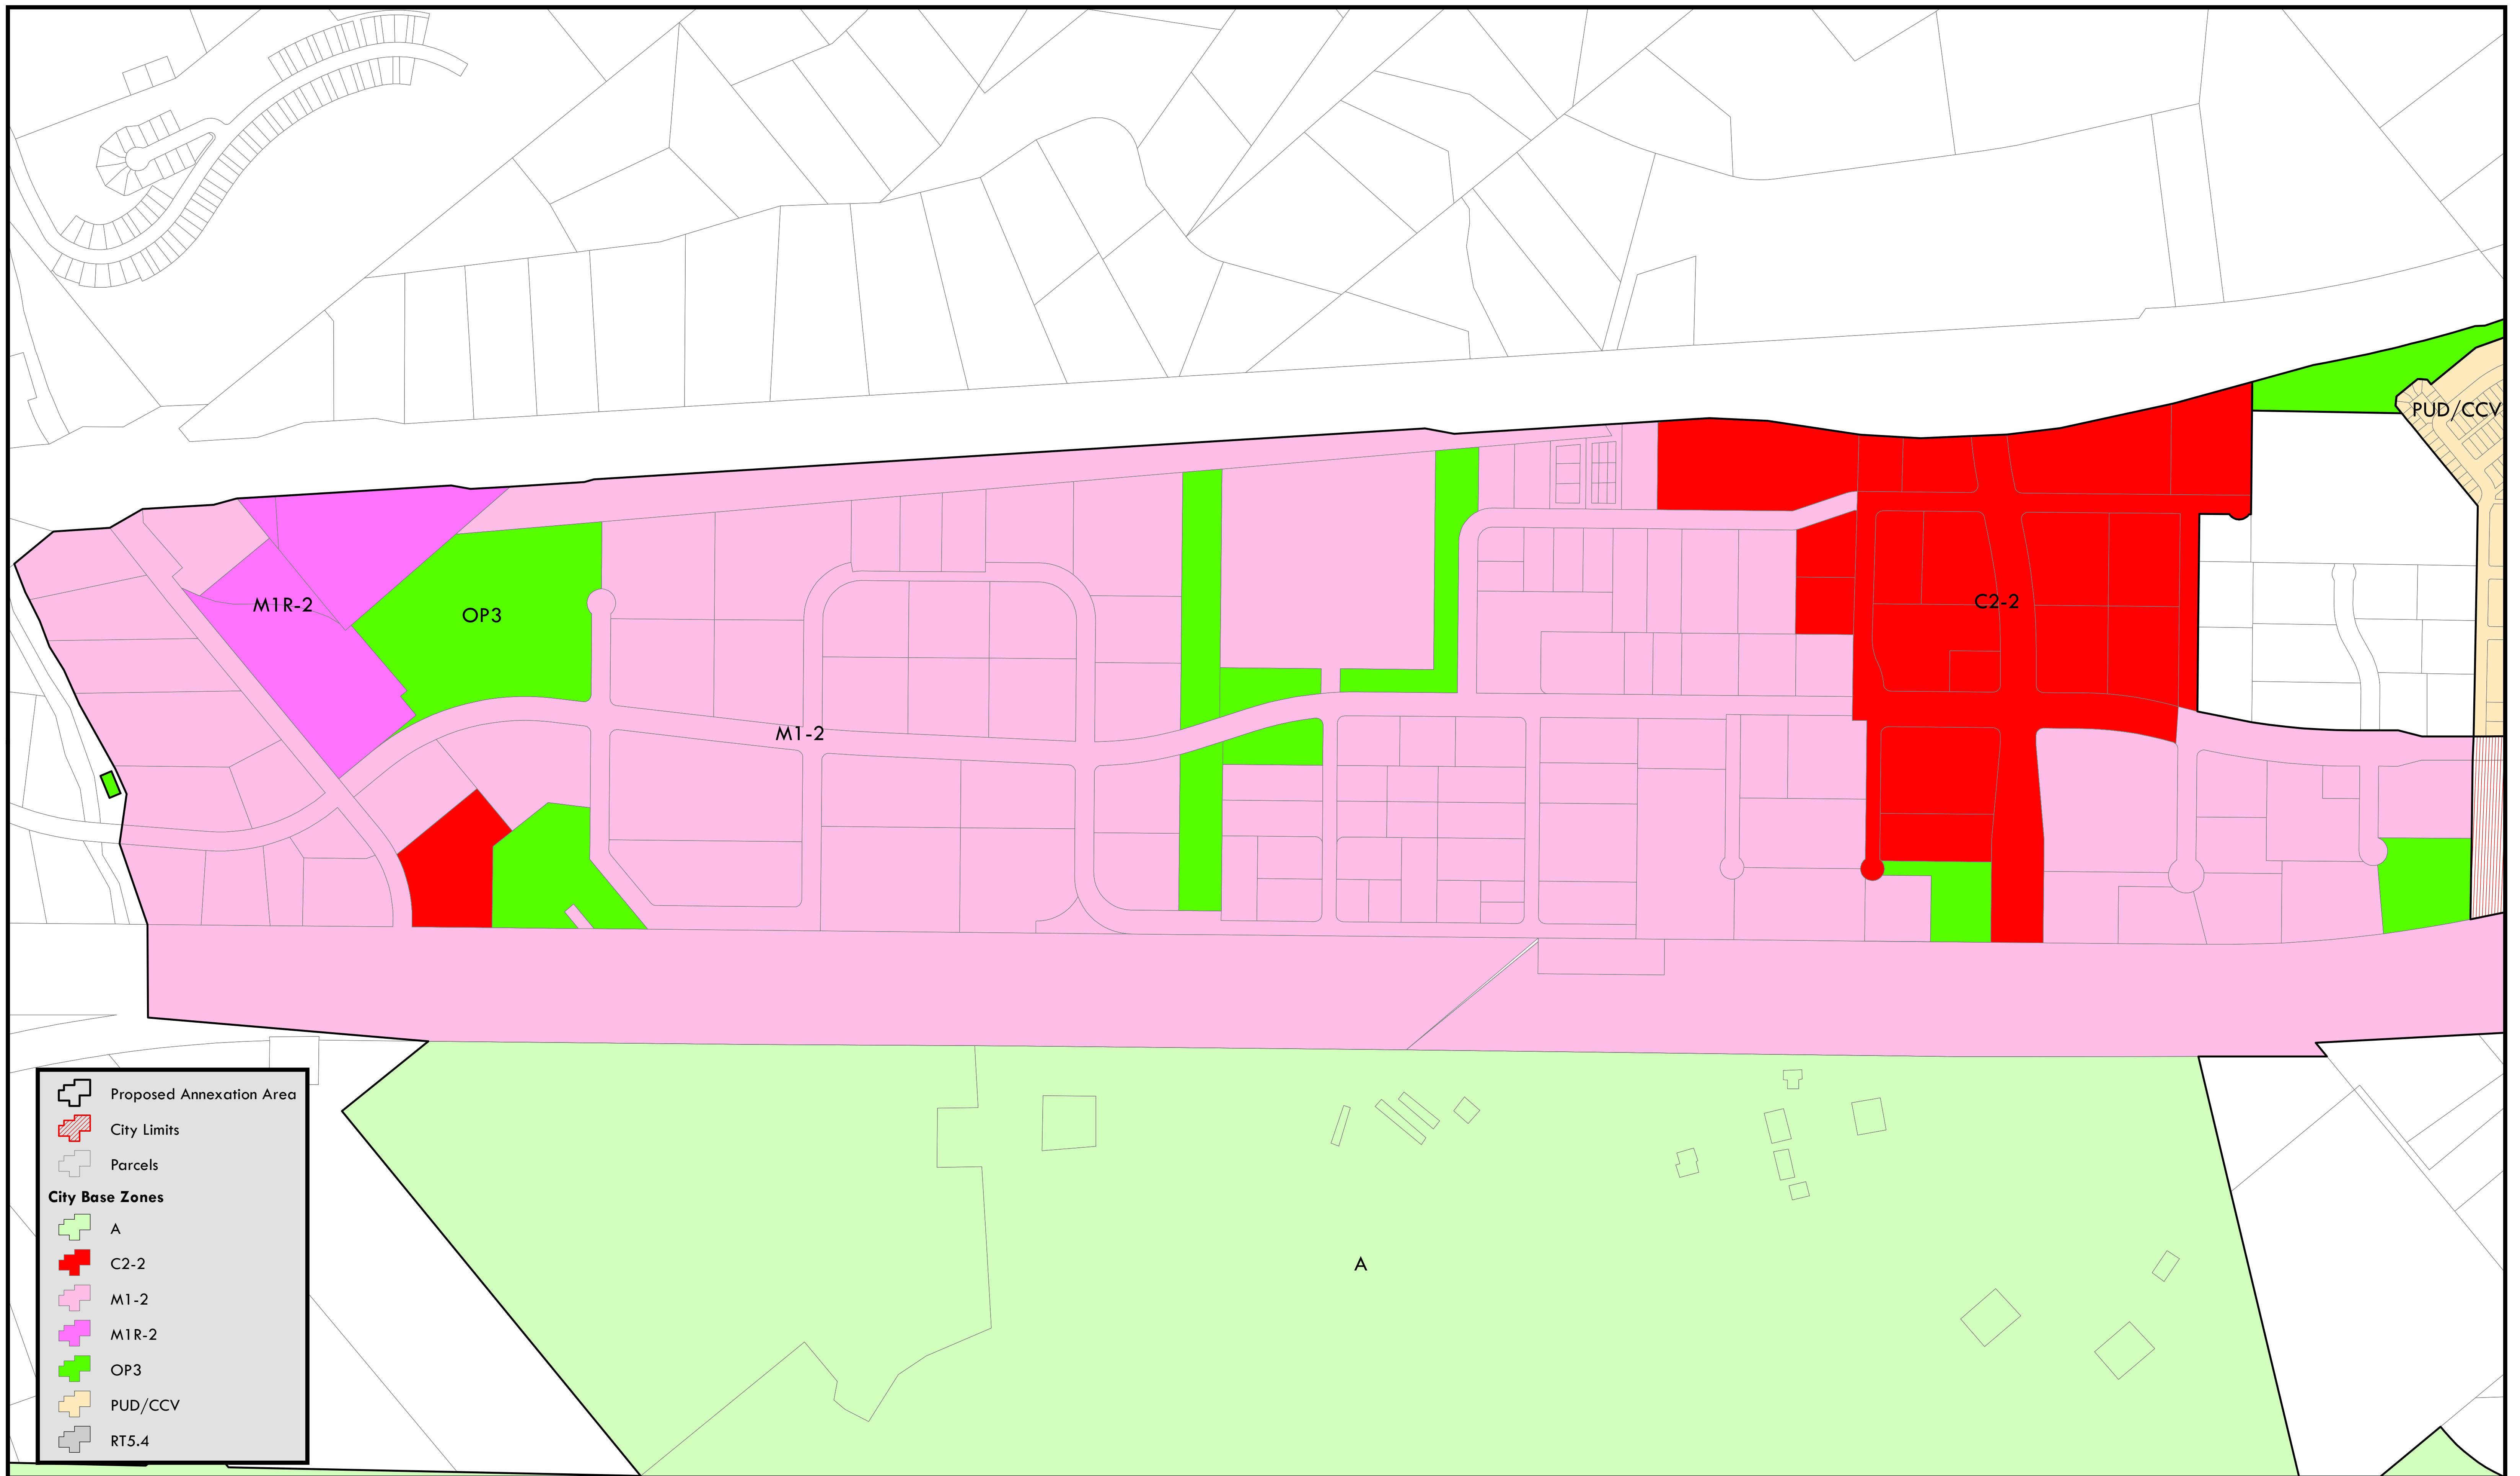 PUD/CCV
C2-2
M1R-2
OP3
M1-2
A
Proposed Annexation Area
City Limits
Parcels
City Base Zones
A
C2-2
M1-2
M1R-2
OP3
PUD/CCV
RT5.4